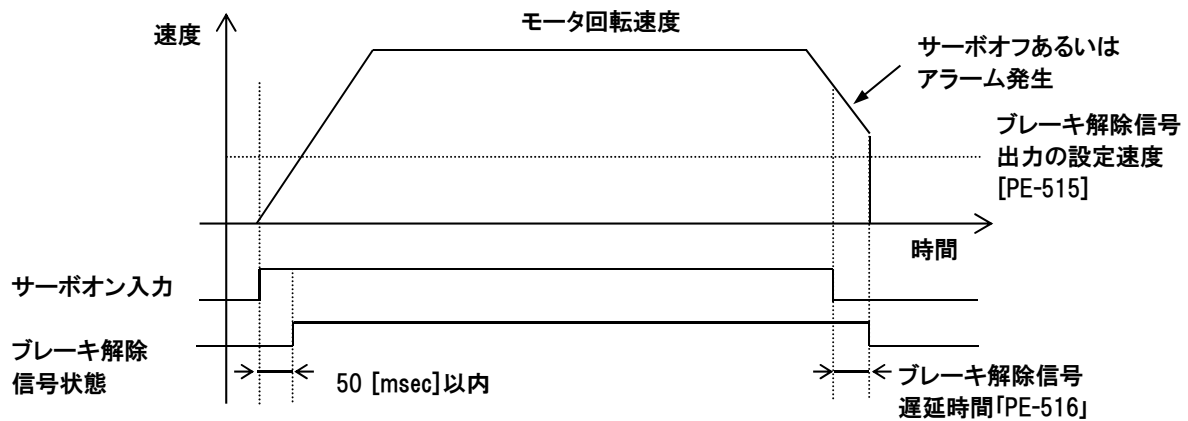 モータ回転速度
速度
サーボオフあるいは
アラーム発生
ブレーキ解除信号
出力の設定速度
[PE-515]
時間
サーボオン入力
ブレーキ解除
信号状態
50 [msec]以内
ブレーキ解除信号
遅延時間「PE-516」